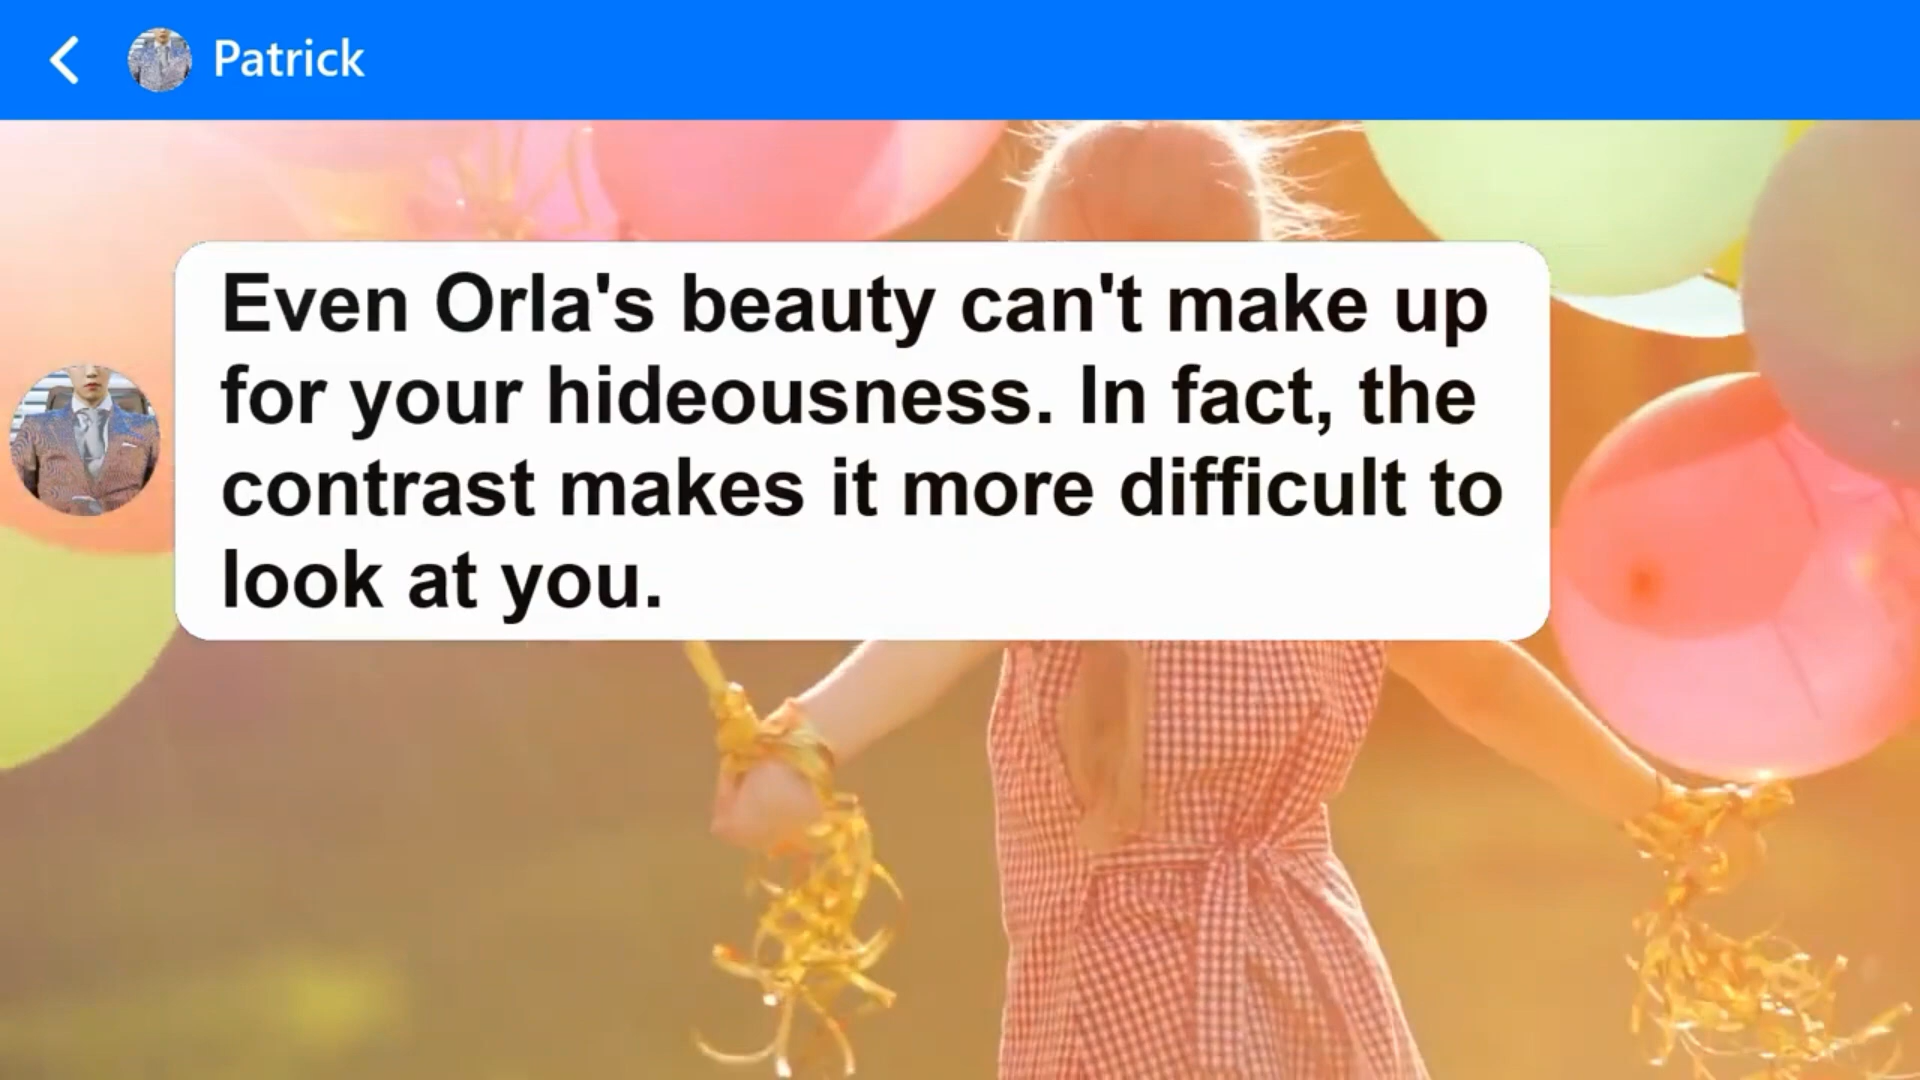 Patrick
Even Orla's beauty can't make up
for your hideousness. In fact, the
contrast makes it more difficult to
look at you.